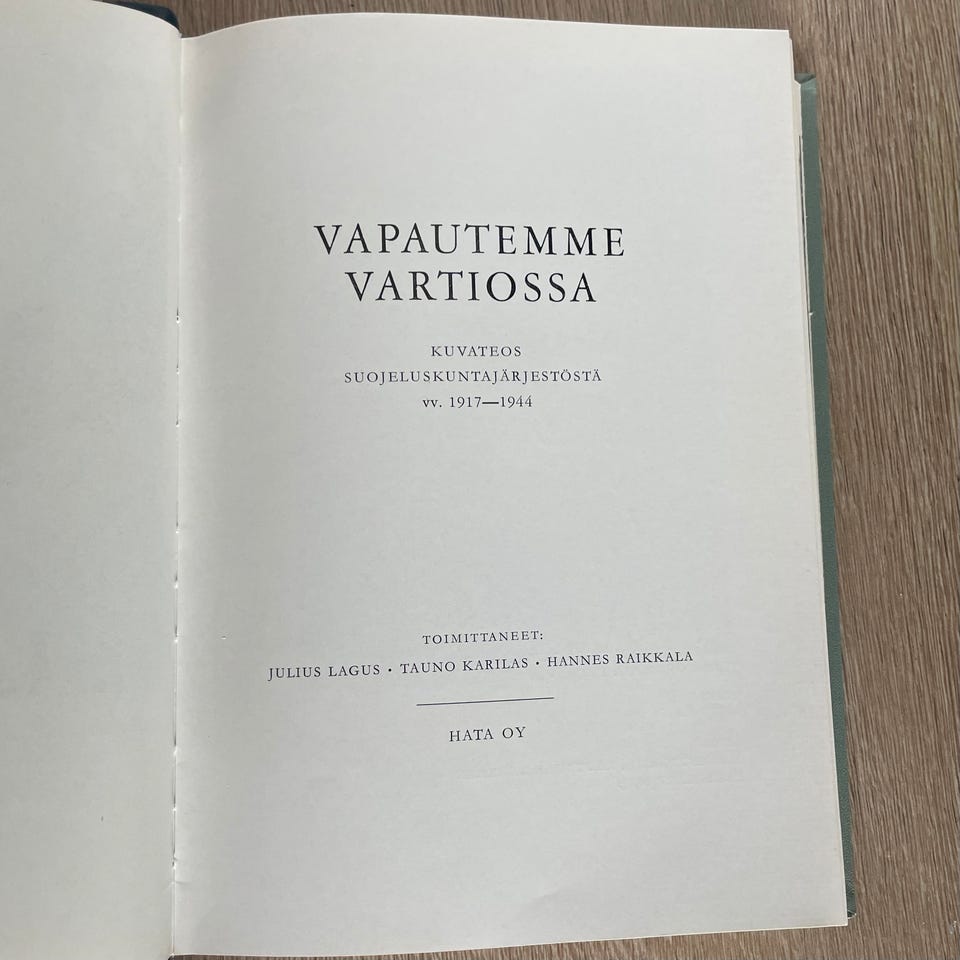 VAPAUTEMME
VARTIOSSA
KUVATEOS
SUOJELUSKUNTAJÄRJESTÖSTÄ
vv. 1917—1944
TOIMITTANEET:
JULIUS LAGUS • TAUNO KARILAS • HANNES RAIKKALA
HATA OY